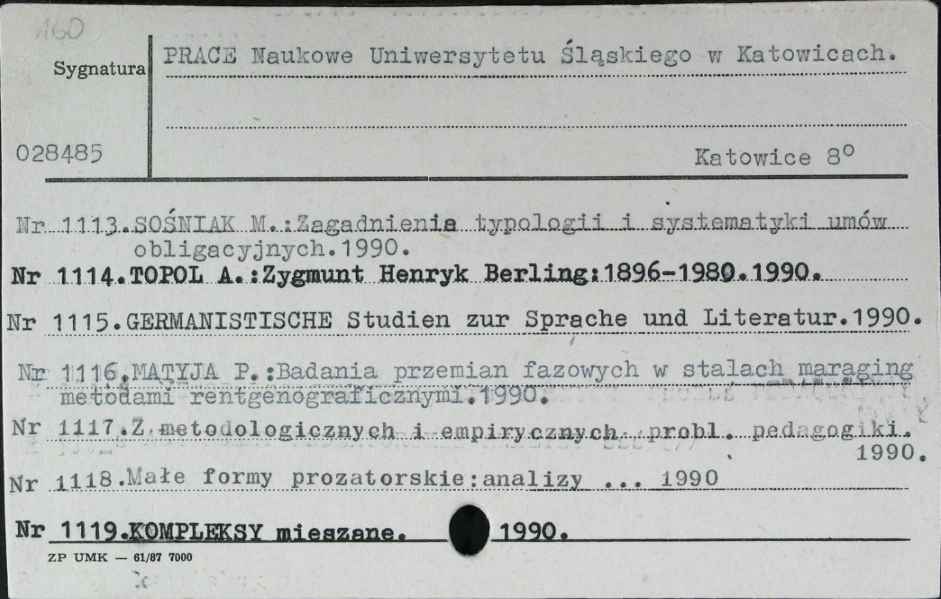 160
PRACE Naukowe Uniwersytetu Śląskiego w Katowicach.
Sygnatura
028485
Katowice 8°
Nr 1113.SOŚNIAK M.:Zagadnienia typologii i systematyki umów
obligacyjnych.1990.
Nr 1114.TOPOL A.:Zygmunt Henryk Berling:1896-1980.1990.
Nr 1115.GERMANISTISCHE Studien zur Sprache und Literatur.1990.
Nr 1116.MATYJA P.:Badania przemian fazowych w stalach maraging
metodami rentgenograficznymi.1990.
Nr 1117.Z metodologicznych i empirycznych probl. pedagogiki.
1990.
Nr 1118.Małe formy prozatorskie:analizy ... 1990
Nr 1119.KOMPLEKSY mieszane. 1990.
ZP UMK — 61/87 7000